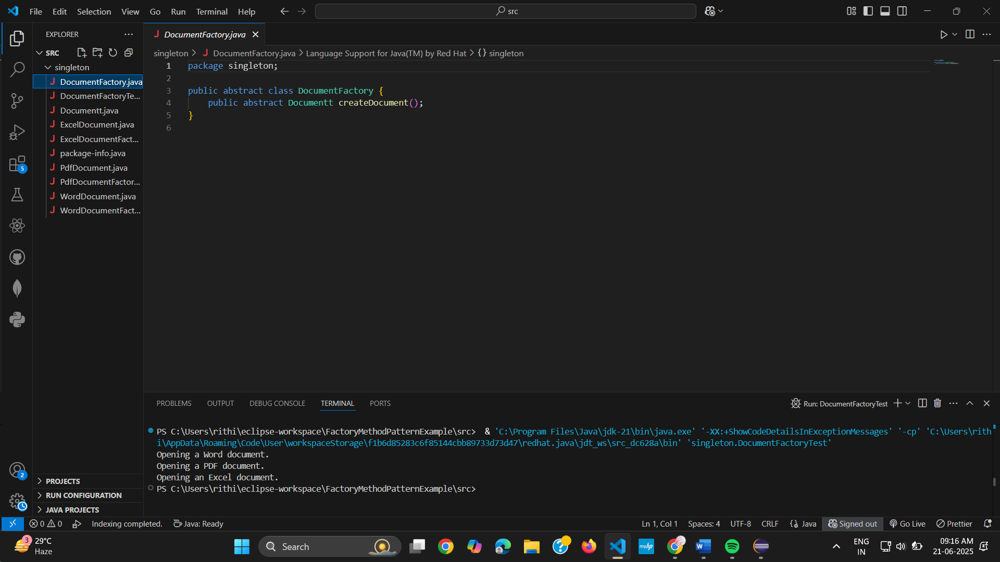 File Edit Selection View Go Run Terminal Help
src
EXPLORER
DocumentFactory.java
SRC
singleton
DocumentFactory.java
DocumentFactoryTe...
Documentt.java
ExcelDocument.java
ExcelDocumentFact...
package-info.java
PdfDocument.java
PdfDocumentFactor...
WordDocument.java
WordDocumentFact...
PROJECTS
RUN CONFIGURATION
JAVA PROJECTS
5
2
singleton > DocumentFactory.java > Language Support for Java(TM) by Red Hat > {} singleton
1 package singleton;
2
3 public abstract class DocumentFactory {
4 public abstract Documentt createDocument();
5 }
6
PROBLEMS OUTPUT DEBUG CONSOLE TERMINAL PORTS
Run: DocumentFactoryTest
PS C:\Users\rithi\eclipse-workspace\FactoryMethodPatternExample\src> & 'C:\Program Files\Java\jdk-21\bin\java.exe' '-XX:+ShowCodeDetailsInExceptionMessages' '-cp' 'C:\Users\rith
i\AppData\Roaming\Code\User\workspaceStorage\f1b6d85283c6f85144cbb89733d73d47\redhat.java\jdt_ws\src_dc628a\bin' 'singleton.DocumentFactoryTest'
Opening a Word document.
Opening a PDF document.
Opening an Excel document.
PS C:\Users\rithi\eclipse-workspace\FactoryMethodPatternExample\src>
0 0 Indexing completed. Java: Ready
Ln 1, Col 1 Spaces: 4 UTF-8 CRLF {} Java Signed out Go Live Prettier
3
29°C
Haze
Search
myhp
W
ENG
IN
09:16 AM
21-06-2025